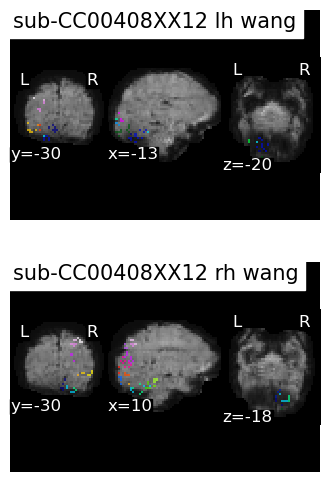 sub-CC00408XX12 lh wang
L R
L R
y=-30
x=-13
z=-20
sub-CC00408XX12 rh wang
L R
L R
y=-30
x=10
z=-18